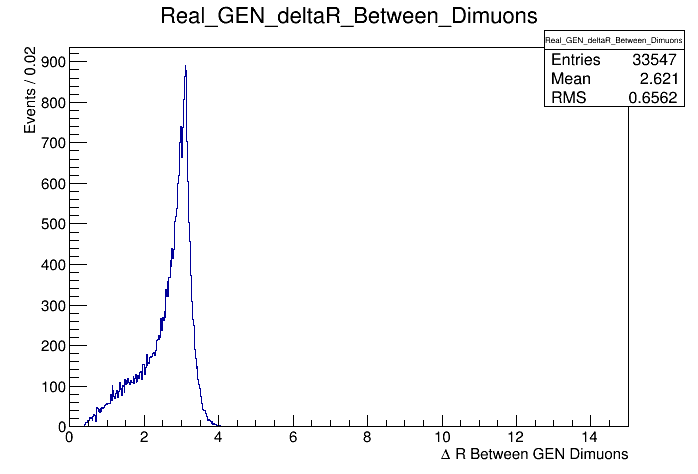 Real_GEN_deltaR_Between_Dimuons
Real_GEN_deltaR_Between_Dimuons
Entries 33547
Mean 2.621
RMS 0.6562
Events / 0.02
900
800
700
600
500
400
300
200
100
0
0 2 4 6 8 10 12 14
Δ R Between GEN Dimuons